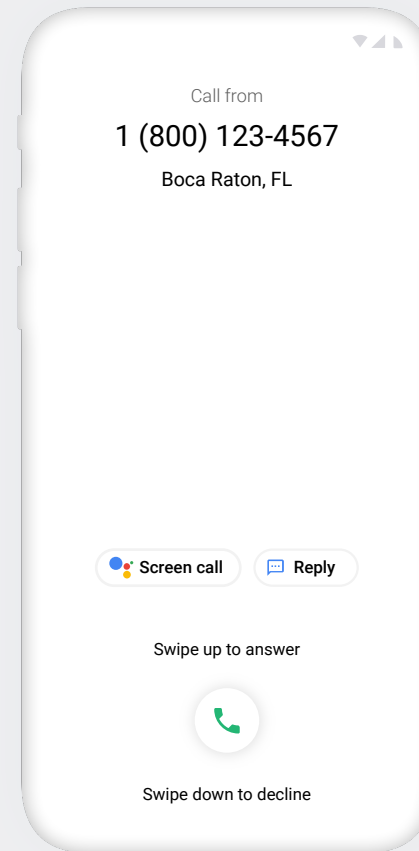 Call from
1 (800) 123-4567
Boca Raton, FL
Screen call
Reply
Swipe up to answer
Swipe down to decline